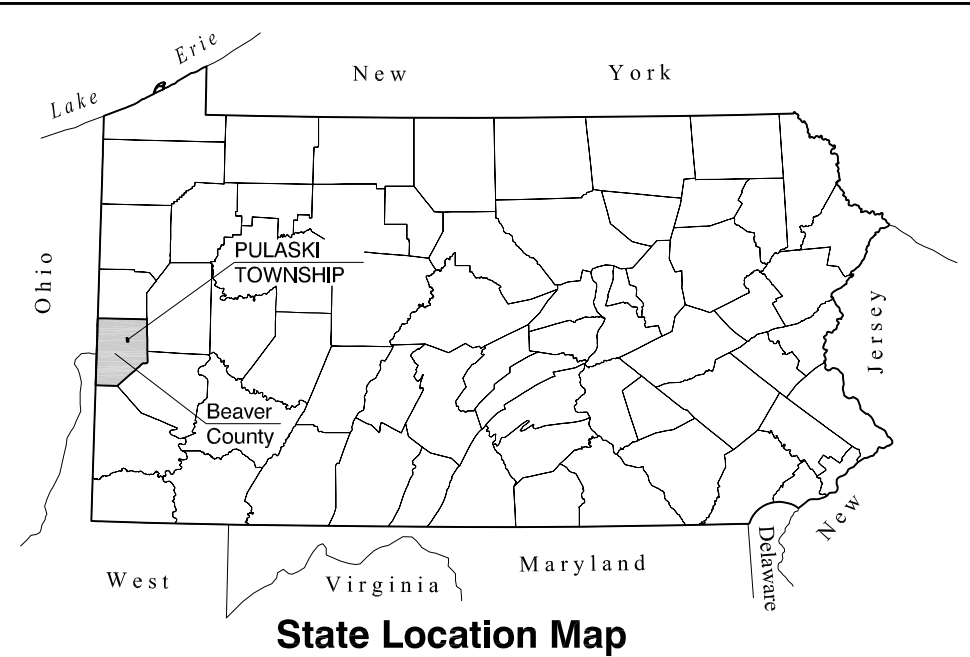 Lake Erie
New York
Ohio
PULASKI
TOWNSHIP
Jersey
Beaver
County
New
Delaware
West
Virginia
Maryland
State Location Map